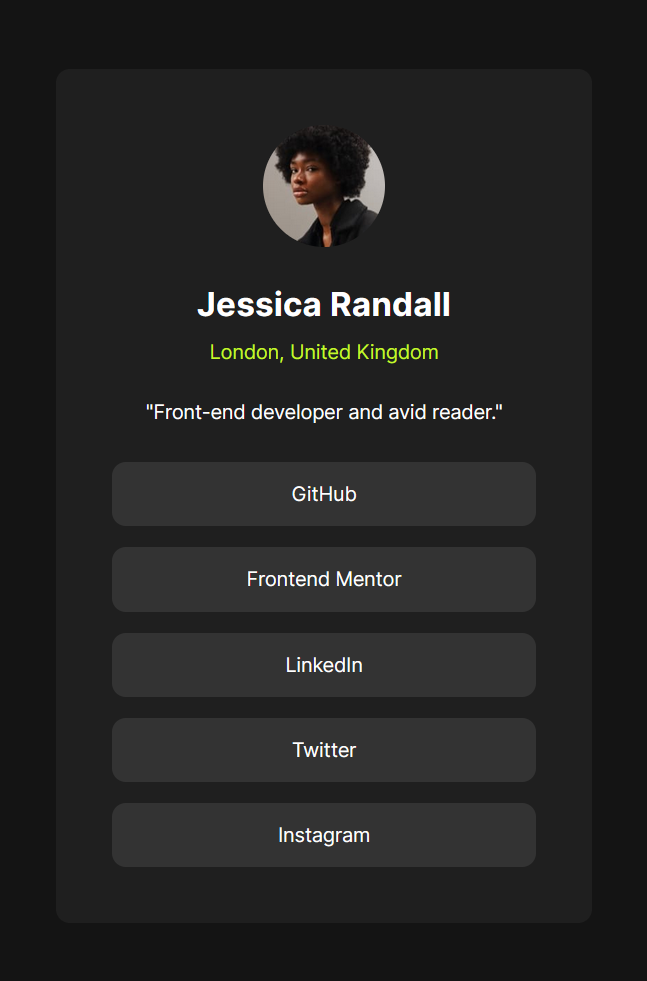 Jessica Randall
London, United Kingdom
"Front-end developer and avid reader."
GitHub
Frontend Mentor
LinkedIn
Twitter
Instagram